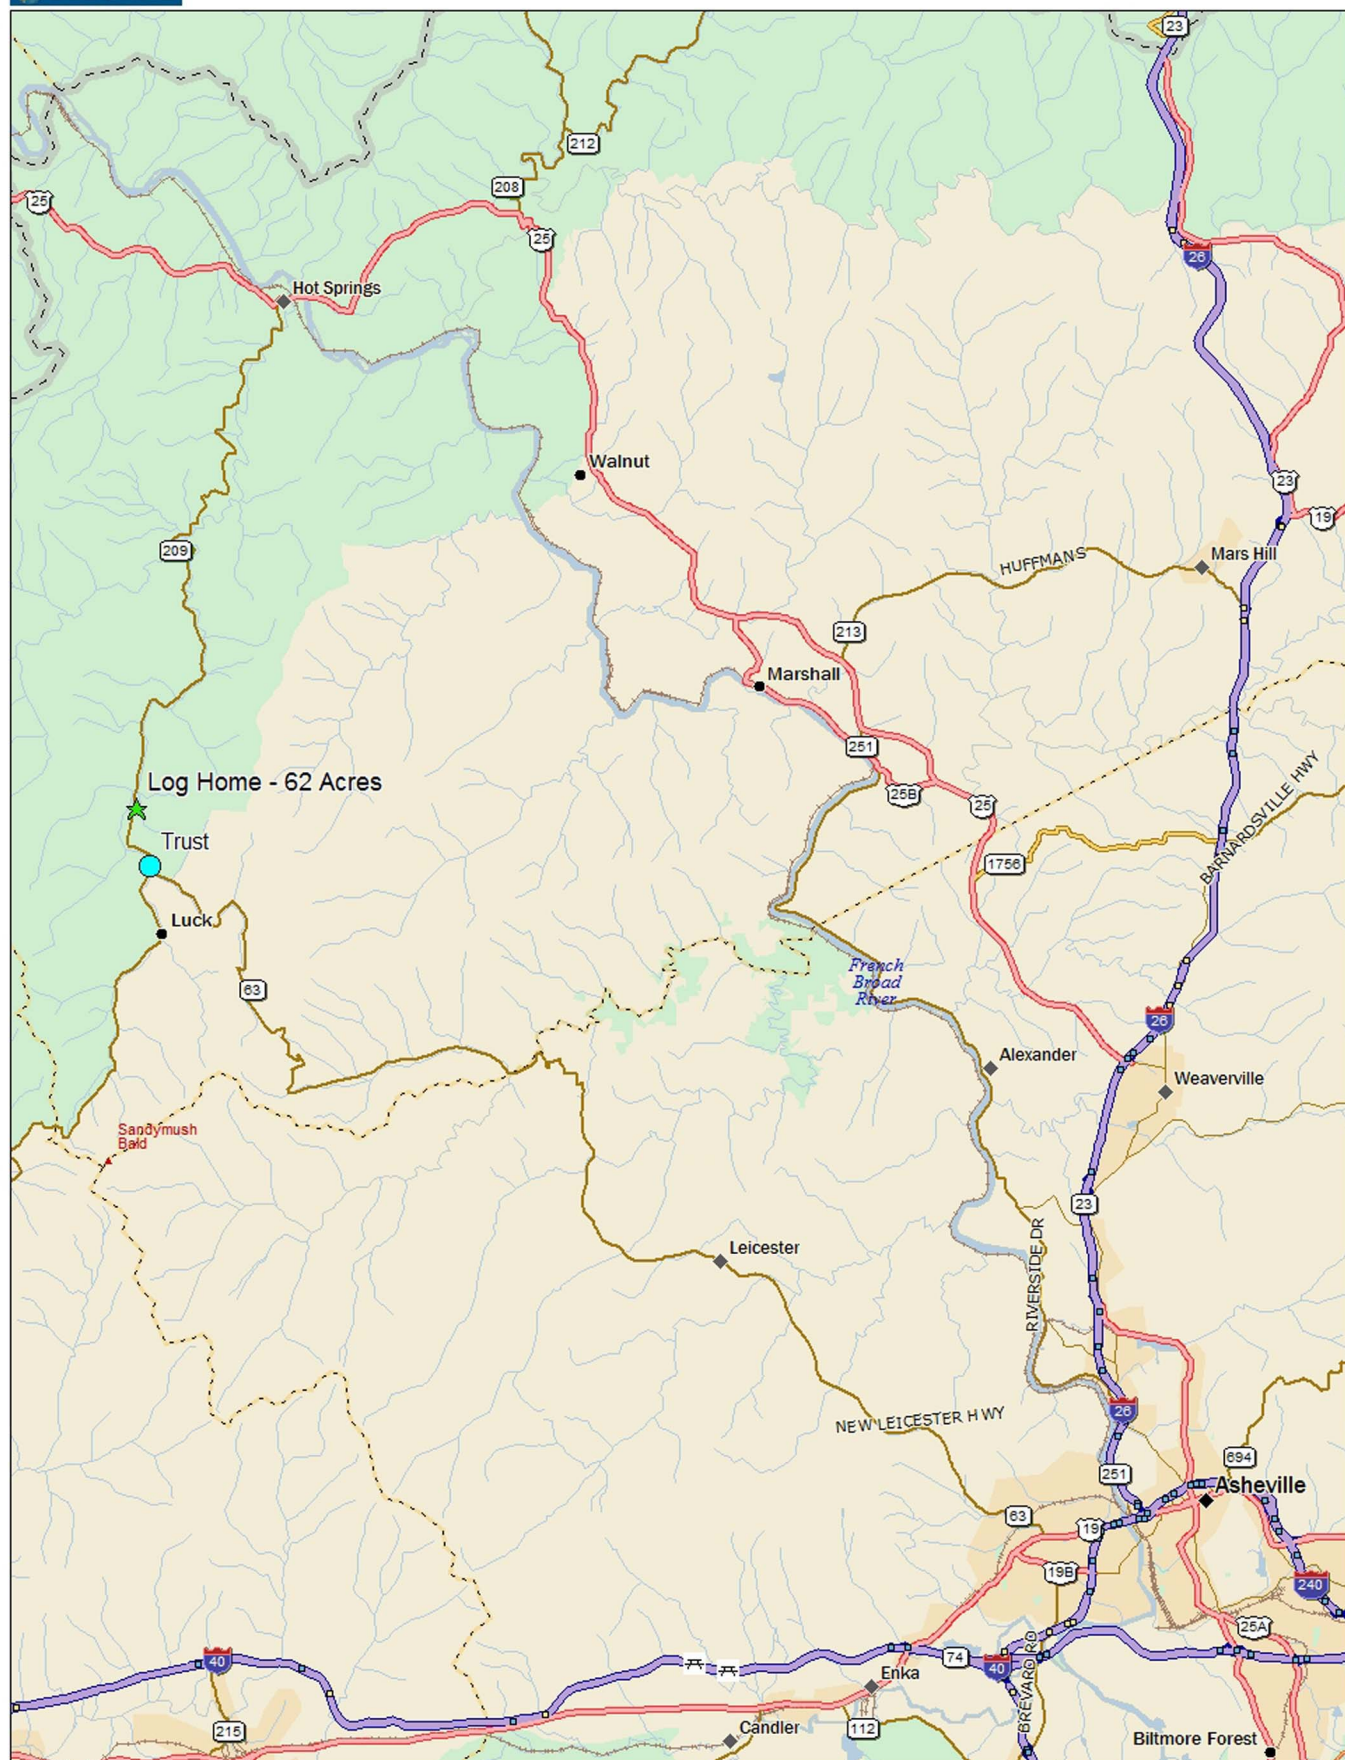 23
212
208
25
25
26
Hot Springs
Walnut
23
19
209
HUFFMANS
Mars Hill
213
Marshall
251
25B
25
BARNARDSVILLE HWY
Log Home - 62 Acres
Trust
1756
Luck
63
French
Broad
River
26
Alexander
Weaverville
Sandymush
Bald
23
RIVERSIDE DR
Leicester
26
NEW LEICESTER HWY
694
251
Asheville
63
19
19B
240
25A
40
74
40
BREVARD RD
Enka
215
Candler
112
Biltmore Forest